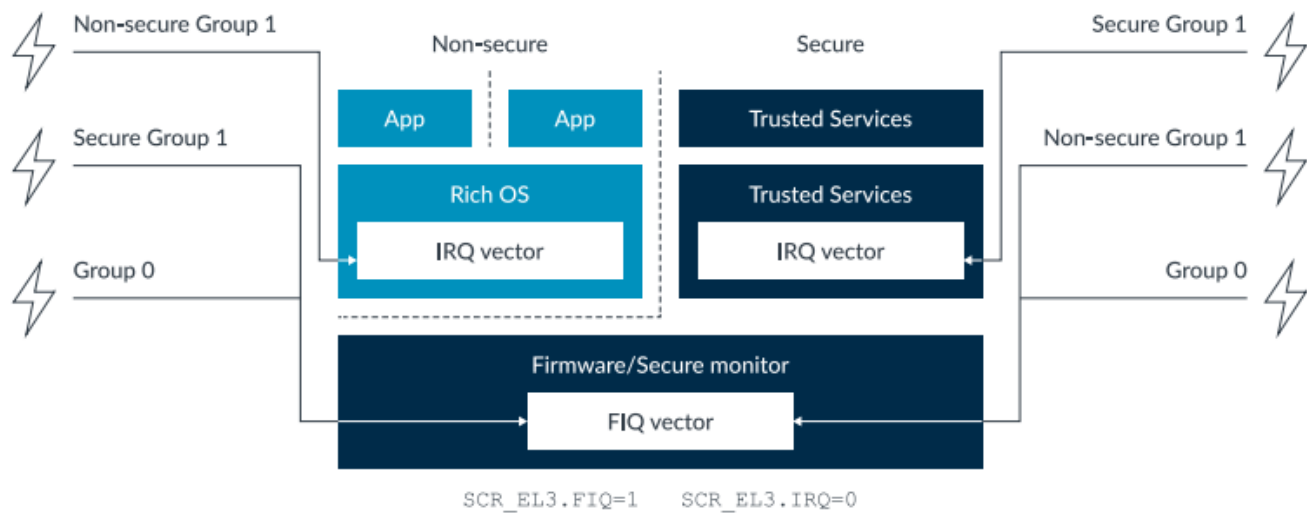 Non-secure Group 1
Secure Group 1
Group 0
Non-secure
Secure
App
App
Trusted Services
Rich OS
IRQ vector
Trusted Services
IRQ vector
Firmware/Secure monitor
FIQ vector
Secure Group 1
Non-secure Group 1
Group 0
SCR_EL3.FIQ=1 SCR_EL3.IRQ=0